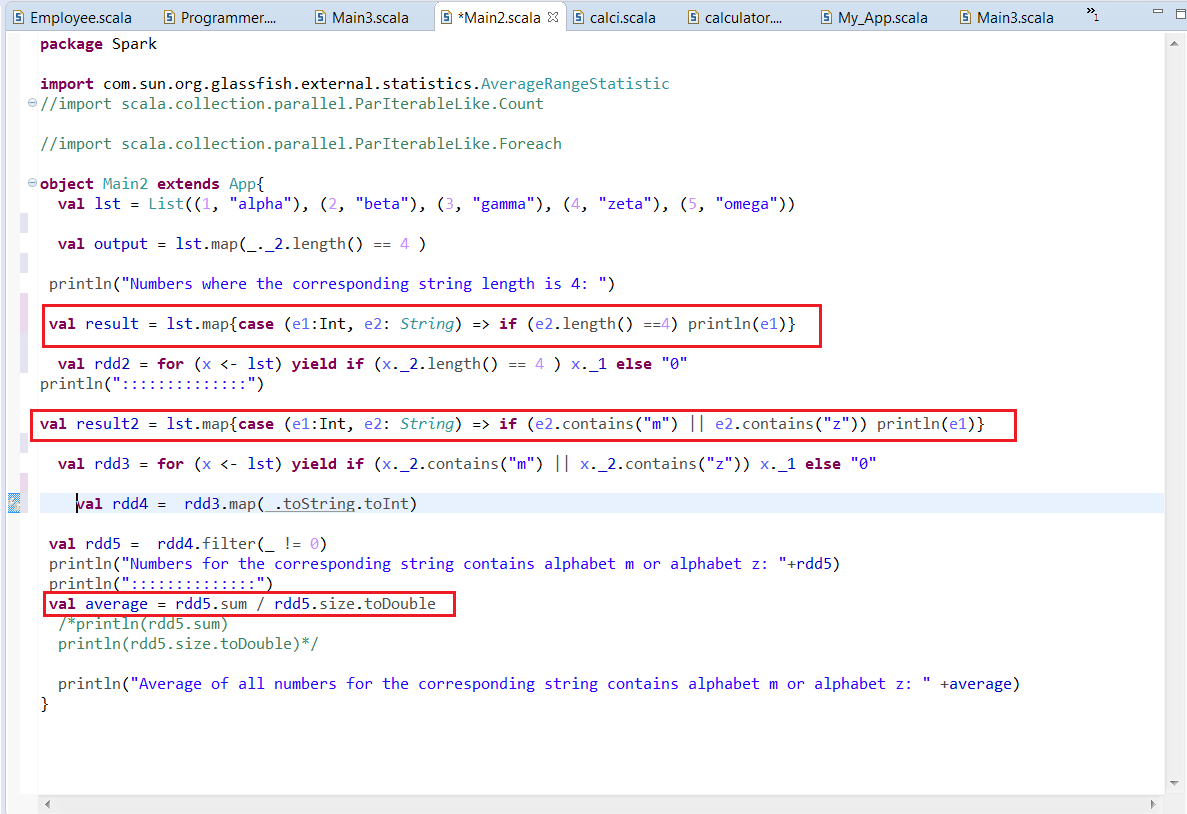 Employee.scala Programmer.... Main3.scala *Main2.scala calci.scala calculator.... My_App.scala Main3.scala »1
package Spark
import com.sun.org.glassfish.external.statistics.AverageRangeStatistic
//import scala.collection.parallel.ParIterableLike.Count
//import scala.collection.parallel.ParIterableLike.Foreach
object Main2 extends App{
val lst = List((1, "alpha"), (2, "beta"), (3, "gamma"), (4, "zeta"), (5, "omega"))
val output = lst.map(_._2.length() == 4 )
println("Numbers where the corresponding string length is 4: ")
val result = lst.map{case (e1:Int, e2: String) => if (e2.length() ==4) println(e1)}
val rdd2 = for (x <- lst) yield if (x._2.length() == 4 ) x._1 else "0"
println("::::::::::::::")
val result2 = lst.map{case (e1:Int, e2: String) => if (e2.contains("m") || e2.contains("z")) println(e1)}
val rdd3 = for (x <- lst) yield if (x._2.contains("m") || x._2.contains("z")) x._1 else "0"
val rdd4 =  rdd3.map(_.toString.toInt)
val rdd5 =  rdd4.filter(_ != 0)
println("Numbers for the corresponding string contains alphabet m or alphabet z: "+rdd5)
println("::::::::::::::")
val average = rdd5.sum / rdd5.size.toDouble
/*println(rdd5.sum)
println(rdd5.size.toDouble)*/
println("Average of all numbers for the corresponding string contains alphabet m or alphabet z: " +average)
}